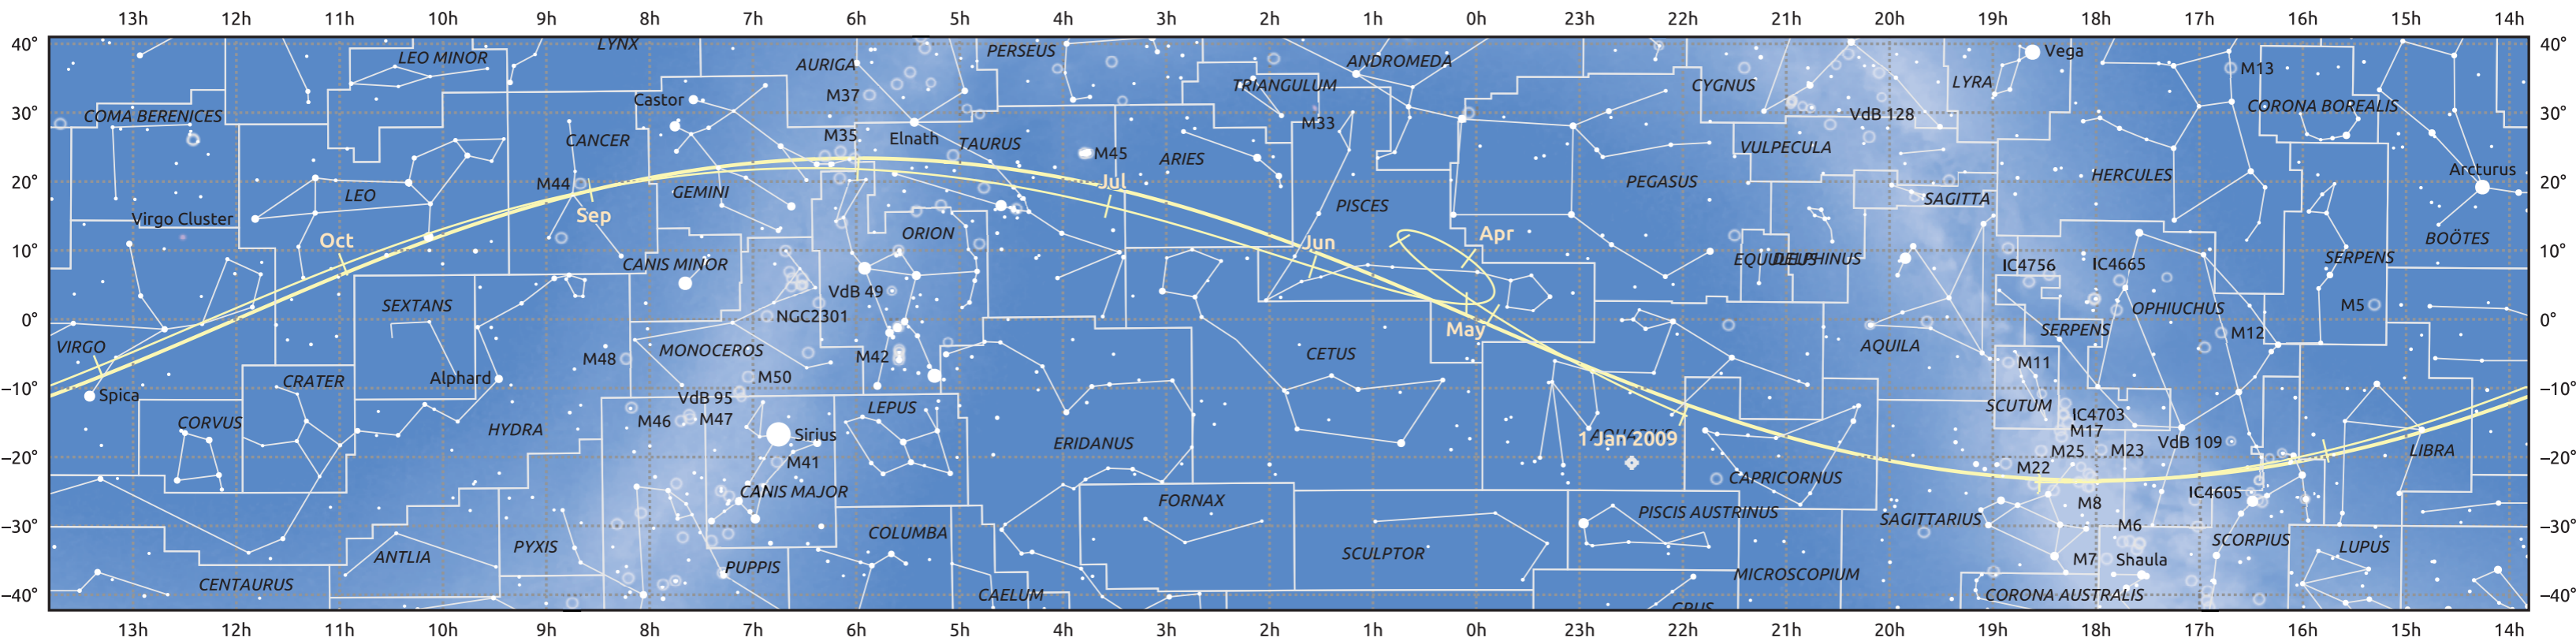 13h 12h 11h 10h 9h 8h 7h 6h 5h 4h 3h 2h 1h 0h 23h 22h 21h 20h 19h 18h 17h 16h 15h 14h
40° LEO MINOR LYNX AURIGA PERSEUS TRIANGULUM ANDROMEDA CYGNUS LYRA Vega M13 40°
30° COMA BERENICES Castor M37 M33 VdB 128 CORONA BOREALIS 30°
CANCER M35 Elnath TAURUS M45 ARIES VULPECULA
20° LEO M44 GEMINI Jul PEGASUS HERCULES Arcturus 20°
Virgo Cluster Sep PISCES SAGITTA
10° Oct ORION Jun Apr BOÖTES 10°
CANIS MINOR EQUULEUS DELPHINUS IC4756 IC4665 SERPENS
SEXTANS VdB 49 OPHIUCHUS M5
0° NGC2301 May SERPENS M12 0°
VIRGO M48 MONOCEROS M42 CETUS AQUILA M11
−10° Spica CRATER Alphard M50 −10°
VdB 95 LEPUS SCUTUM
CORVUS HYDRA M46 M47 Sirius ERIDANUS AQUARIUS IC4703
1 Jan 2009 M17 VdB 109
−20° M41 CAPRICORNUS M22 M25 M23 LIBRA −20°
CANIS MAJOR FORNAX M8 IC4605
−30° PYXIS COLUMBA PISCIS AUSTRINUS SAGITTARIUS M6 SCORPIUS LUPUS −30°
ANTLIA PUPPIS SCULPTOR M7 Shaula
−40° CENTAURUS CAELUM MICROSCOPIUM GRUS CORONA AUSTRALIS −40°
13h 12h 11h 10h 9h 8h 7h 6h 5h 4h 3h 2h 1h 0h 23h 22h 21h 20h 19h 18h 17h 16h 15h 14h